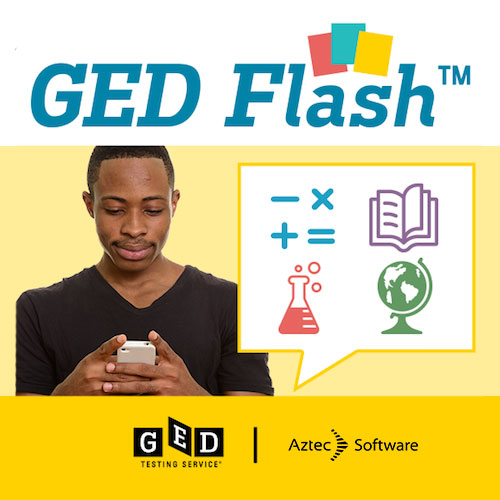 GED Flash™
− ×
+ =
GED
TESTING SERVICE®
Aztec Software